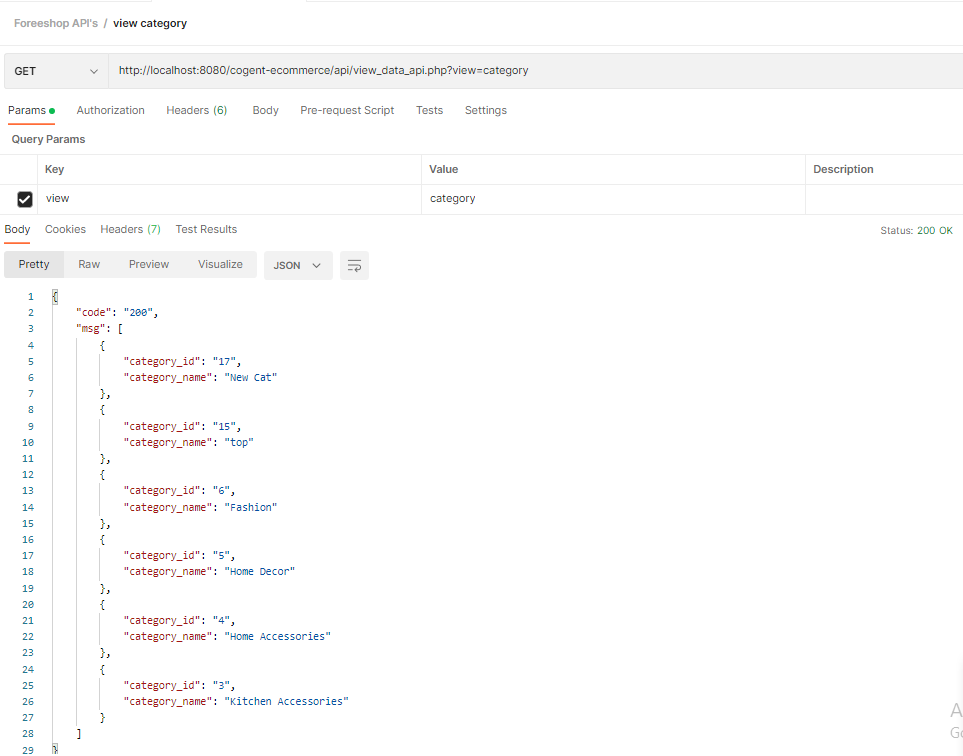 Foreeshop API's / view category
GET http://localhost:8080/cogent-ecommerce/api/view_data_api.php?view=category
Params Authorization Headers (6) Body Pre-request Script Tests Settings
Query Params
Key Value Description
view category
Body Cookies Headers (7) Test Results Status: 200 OK
Pretty Raw Preview Visualize JSON
1 {
2 "code": "200",
3 "msg": [
4 {
5 "category_id": "17",
6 "category_name": "New Cat"
7 },
8 {
9 "category_id": "15",
10 "category_name": "top"
11 },
12 {
13 "category_id": "6",
14 "category_name": "Fashion"
15 },
16 {
17 "category_id": "5",
18 "category_name": "Home Decor"
19 },
20 {
21 "category_id": "4",
22 "category_name": "Home Accessories"
23 },
24 {
25 "category_id": "3",
26 "category_name": "Kitchen Accessories"
27 }
28 ]
29 }